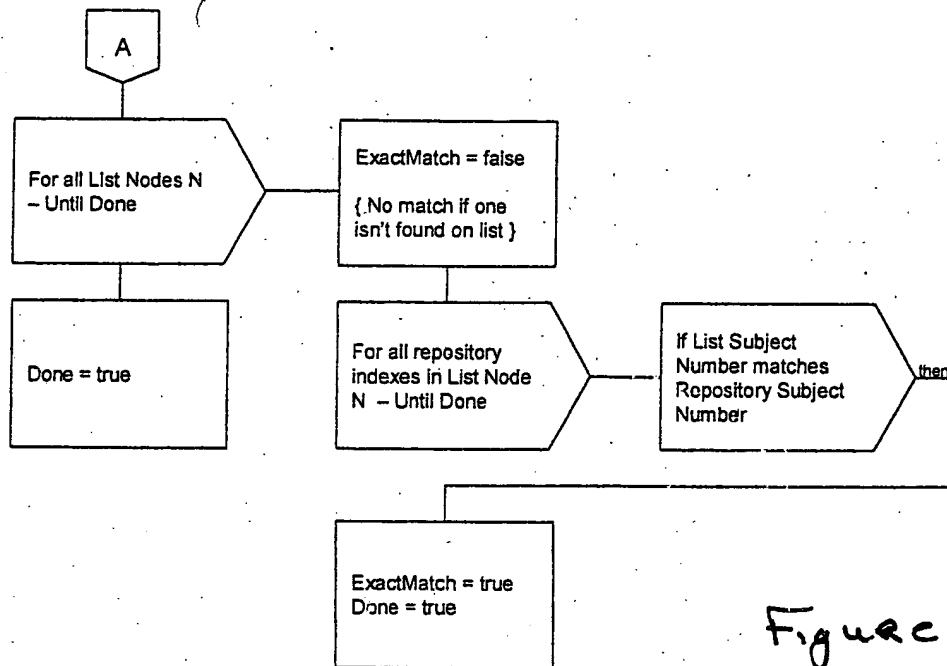 A
For all List Nodes N
– Until Done
ExactMatch = false
{ No match if one
isn't found on list }
Done = true
For all repository
indexes in List Node
N – Until Done
If List Subject
Number matches
Repository Subject
Number
then
ExactMatch = true
Done = true
Figure